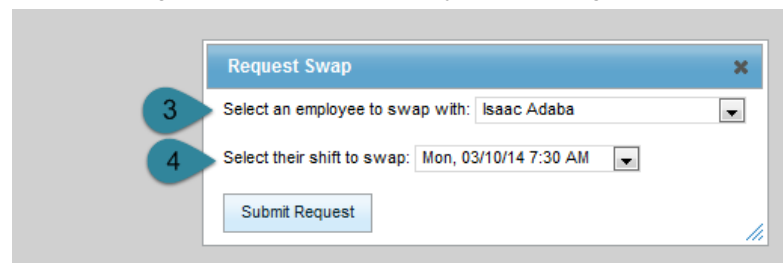 Request Swap
3 Select an employee to swap with: Isaac Adaba
4 Select their shift to swap: Mon, 03/10/14 7:30 AM
Submit Request